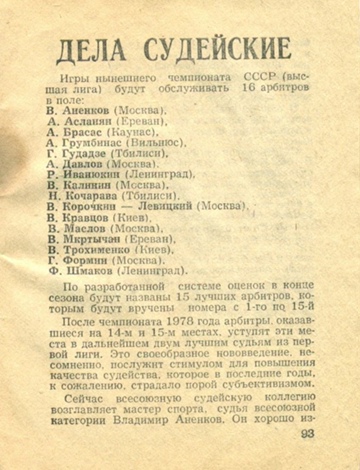 ДЕЛА СУДЕЙСКИЕ
Игры нынешнего чемпионата СССР (выс-
шая лига) будут обслуживать 16 арбитров
в поле:
В. Аненков (Москва),
А. Асланян (Ереван),
А. Брасас (Каунас),
А. Грумбинас (Вильнюс),
Г. Гудадзе (Тбилиси),
А. Давлов (Москва),
Р. Иванюкин (Ленинград),
В. Калинин (Москва),
Н. Кочарава (Тбилиси),
В. Корочкин — Левицкий (Москва),
В. Кравцов (Киев),
В. Маслов (Москва),
В. Мкртычан (Ереван),
В. Трохименко (Киев),
Г. Формин (Москва),
Ф. Шмаков (Ленинград).
По разработанной системе оценок в конце
сезона будут названы 15 лучших арбитров, ко-
торым будут вручены номера с 1-го по 15-й
После чемпионата 1978 года арбитры, оказав-
шиеся на 14-м и 15-м местах, уступят эти ме-
ста в дальнейшем двум лучшим судьям из пер-
вой лиги. Это своеобразное нововведение, не-
сомненно, послужит стимулом для повышения
качества судейства, которое в последние годы,
к сожалению, страдало порой субъективизмом.
Сейчас всесоюзную судейскую коллегию
возглавляет мастер спорта, судья всесоюзной
категории Владимир Аненков. Он хорошо из-
93